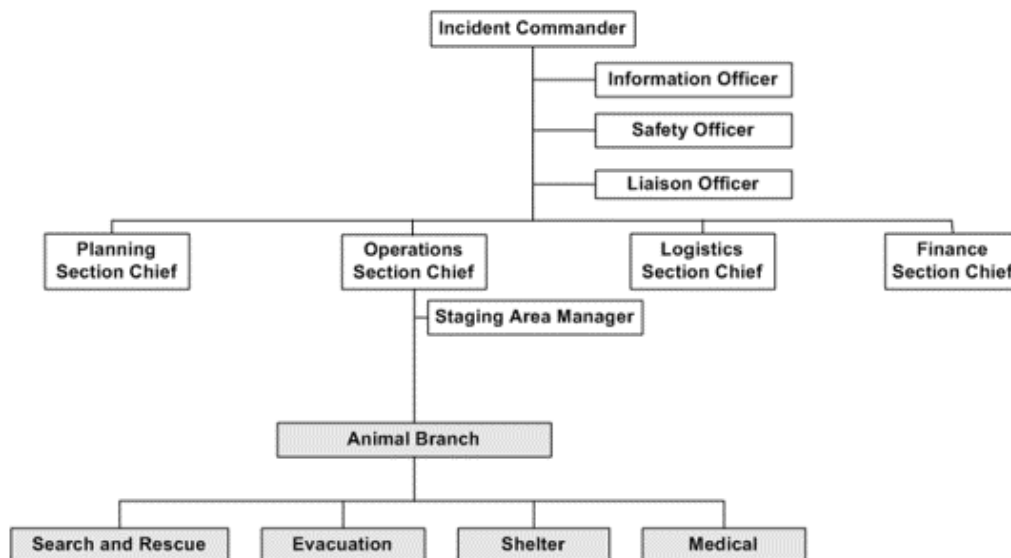 Incident Commander
Information Officer
Safety Officer
Liaison Officer
Planning
Section Chief
Operations
Section Chief
Logistics
Section Chief
Finance
Section Chief
Staging Area Manager
Animal Branch
Search and Rescue
Evacuation
Shelter
Medical